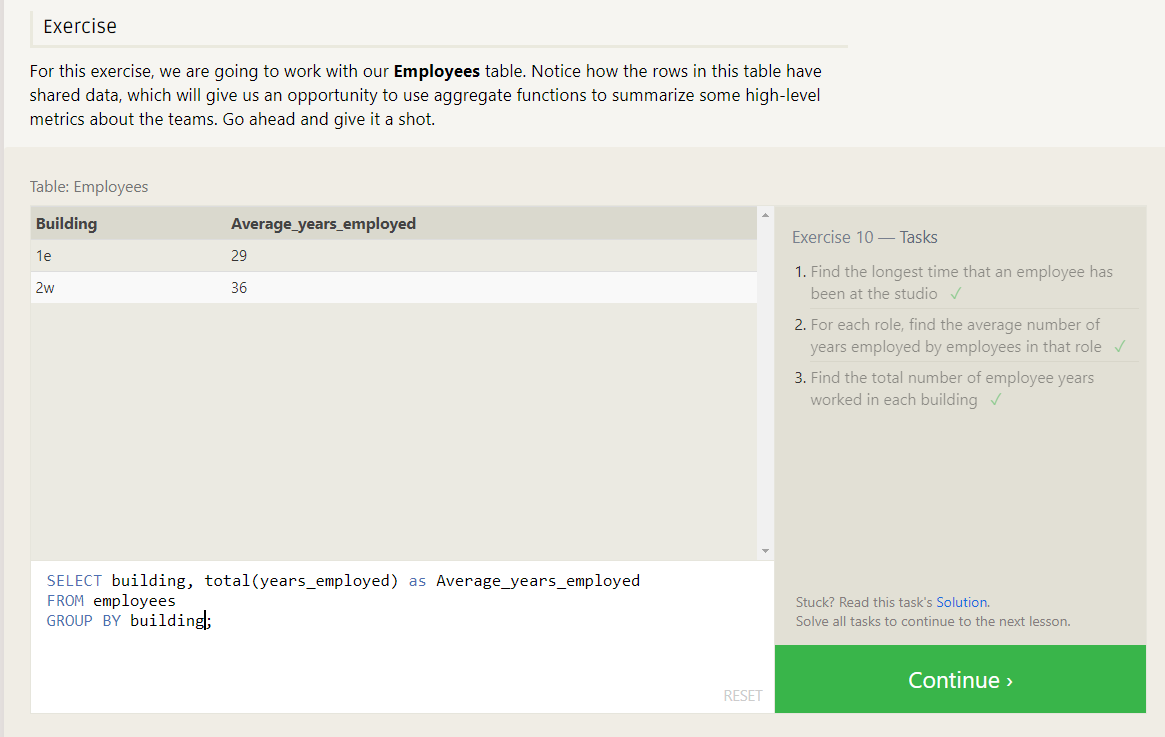 Exercise
For this exercise, we are going to work with our Employees table. Notice how the rows in this table have
shared data, which will give us an opportunity to use aggregate functions to summarize some high-level
metrics about the teams. Go ahead and give it a shot.
Table: Employees
Building Average_years_employed
1e 29
2w 36
SELECT building, total(years_employed) as Average_years_employed
FROM employees
GROUP BY building;
RESET
Exercise 10 — Tasks
1. Find the longest time that an employee has
been at the studio ✓
2. For each role, find the average number of
years employed by employees in that role ✓
3. Find the total number of employee years
worked in each building ✓
Stuck? Read this task's Solution.
Solve all tasks to continue to the next lesson.
Continue ›